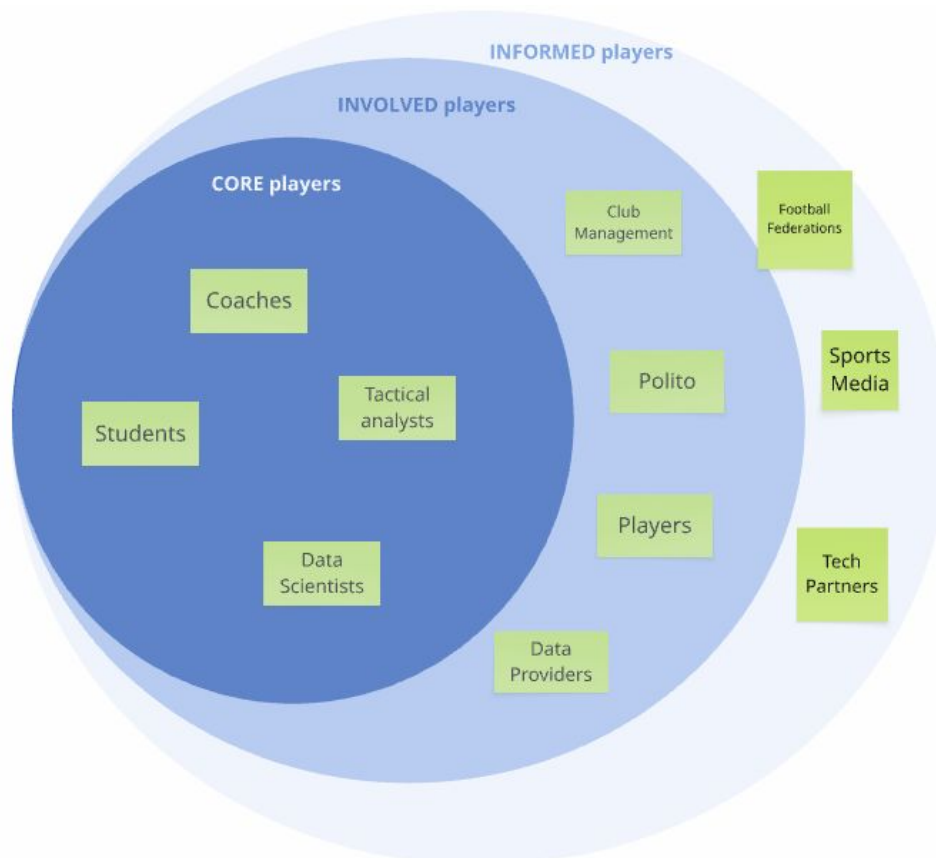 INFORMED players
INVOLVED players
CORE players
Club
Management
Football
Federations
Coaches
Sports
Media
Polito
Tactical
analysts
Students
Players
Data
Scientists
Tech
Partners
Data
Providers